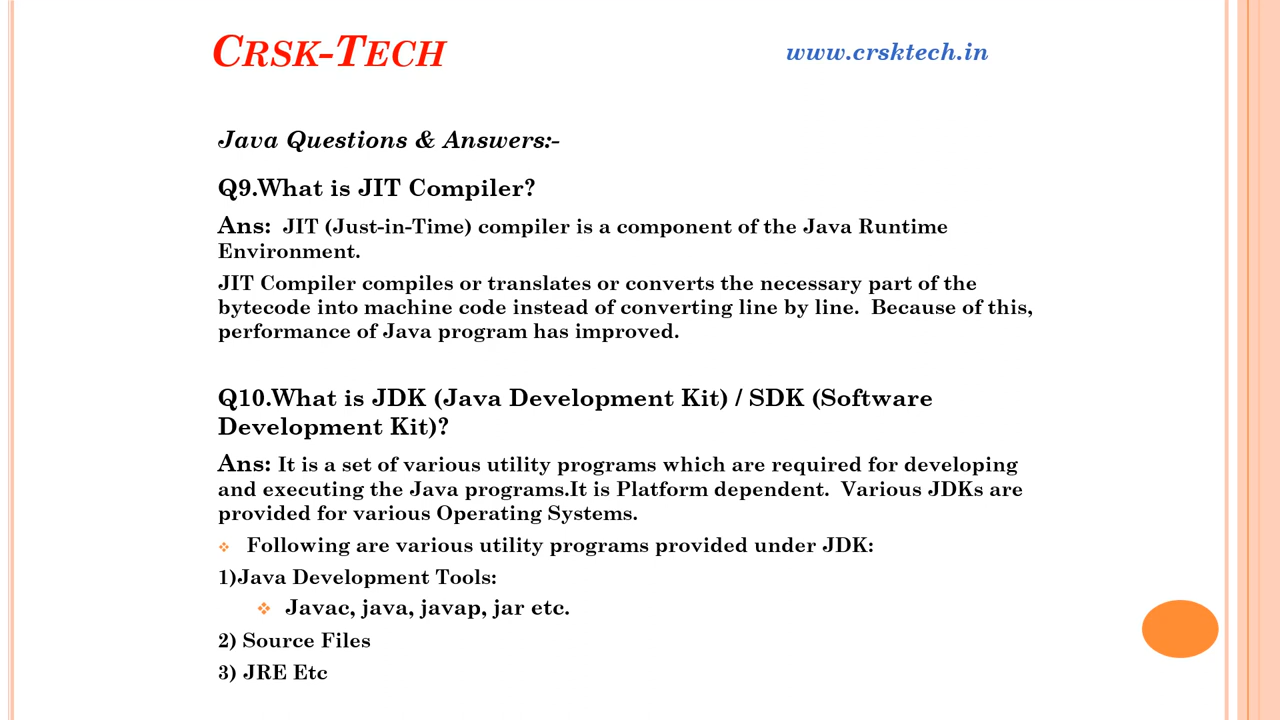 CRSK-TECH
www.crsktech.in
Java Questions & Answers:-
Q9.What is JIT Compiler?
Ans:  JIT (Just-in-Time) compiler is a component of the Java Runtime
Environment.
JIT Compiler compiles or translates or converts the necessary part of the
bytecode into machine code instead of converting line by line.  Because of this,
performance of Java program has improved.
Q10.What is JDK (Java Development Kit) / SDK (Software
Development Kit)?
Ans: It is a set of various utility programs which are required for developing
and executing the Java programs.It is Platform dependent.  Various JDKs are
provided for various Operating Systems.
❖ Following are various utility programs provided under JDK:
1)Java Development Tools:
❖ Javac, java, javap, jar etc.
2) Source Files
3) JRE Etc